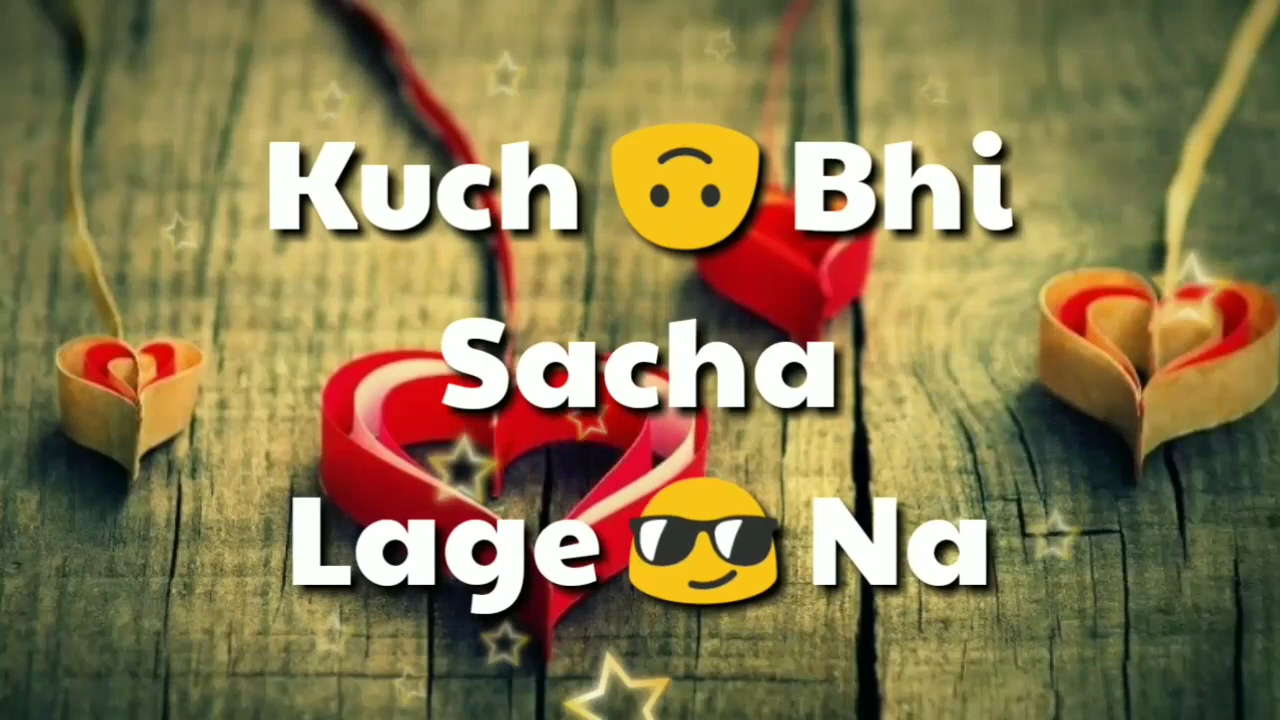 Kuch 🙃 Bhi
Sacha
Lage 😎 Na